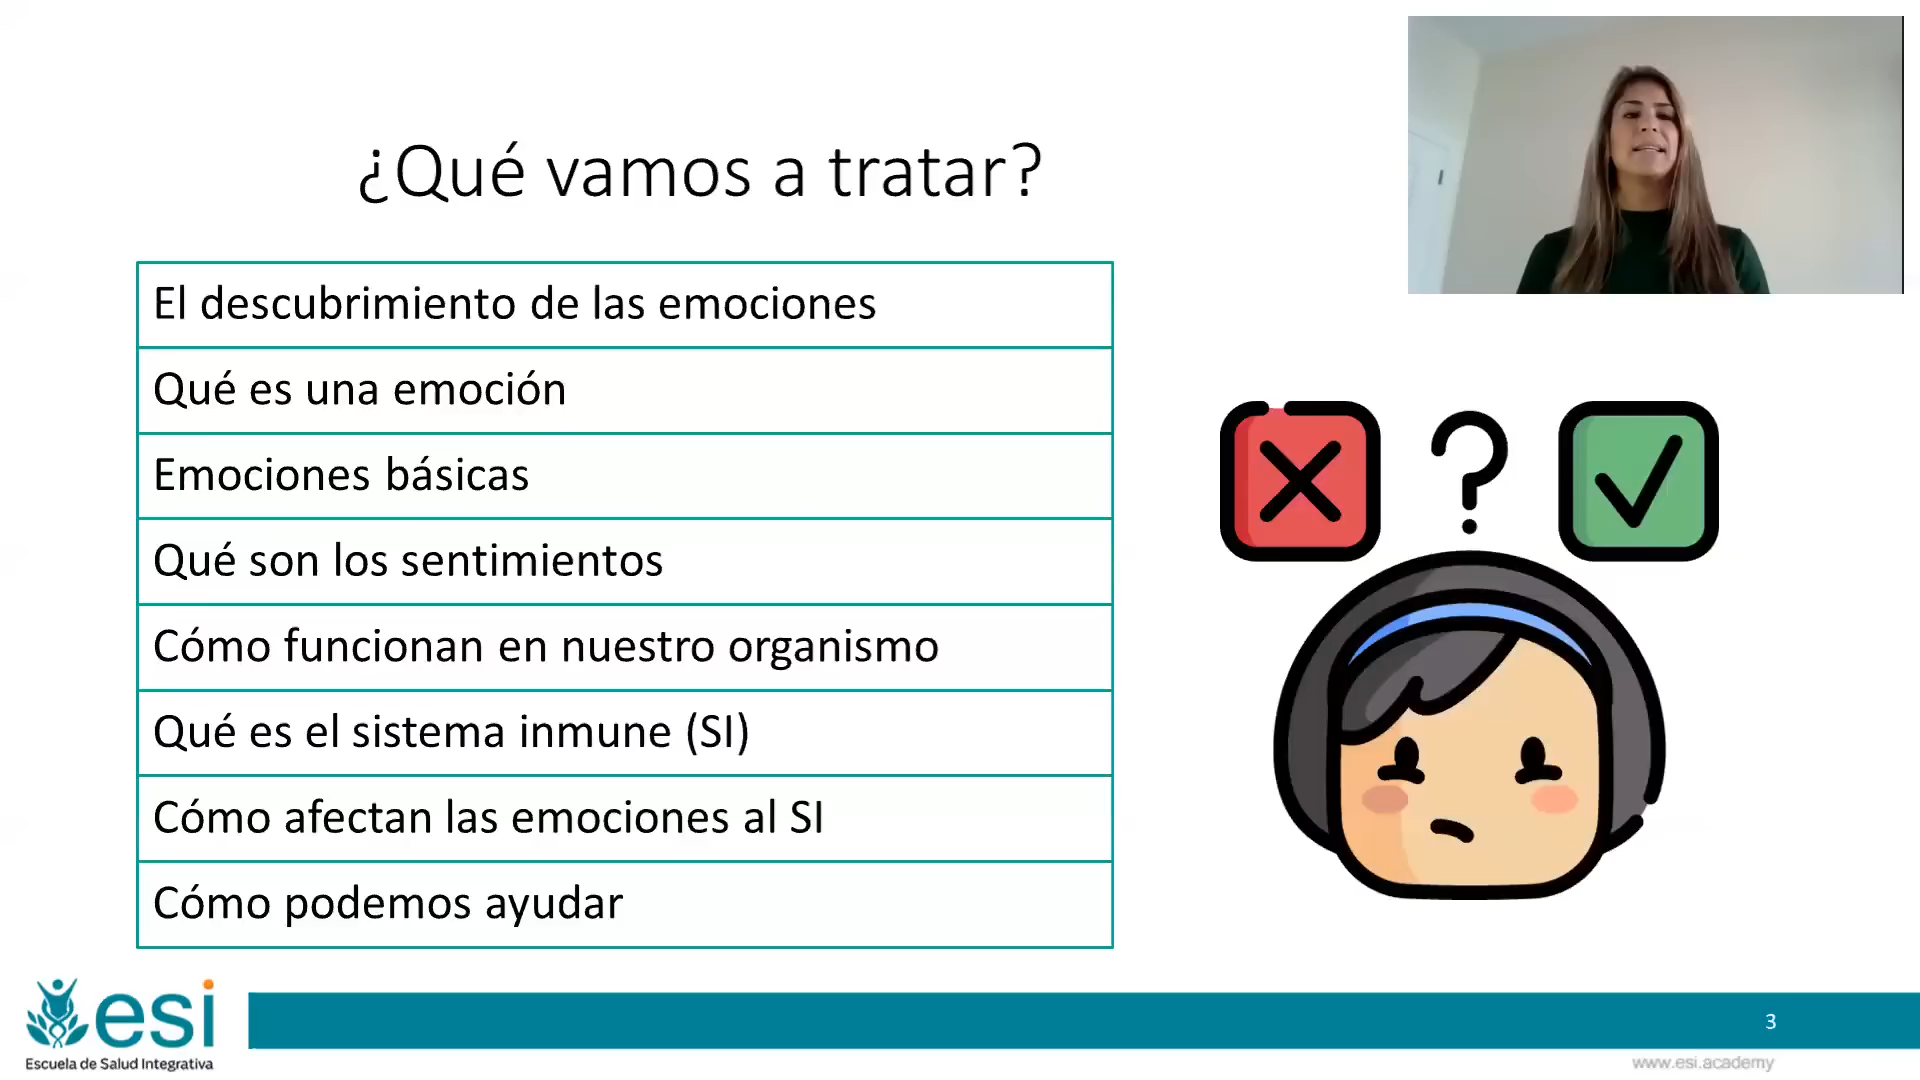 ¿Qué vamos a tratar?
El descubrimiento de las emociones
Qué es una emoción
Emociones básicas
Qué son los sentimientos
Cómo funcionan en nuestro organismo
Qué es el sistema inmune (SI)
Cómo afectan las emociones al SI
Cómo podemos ayudar
?
esi
Escuela de Salud Integrativa
3
www.esi.academy